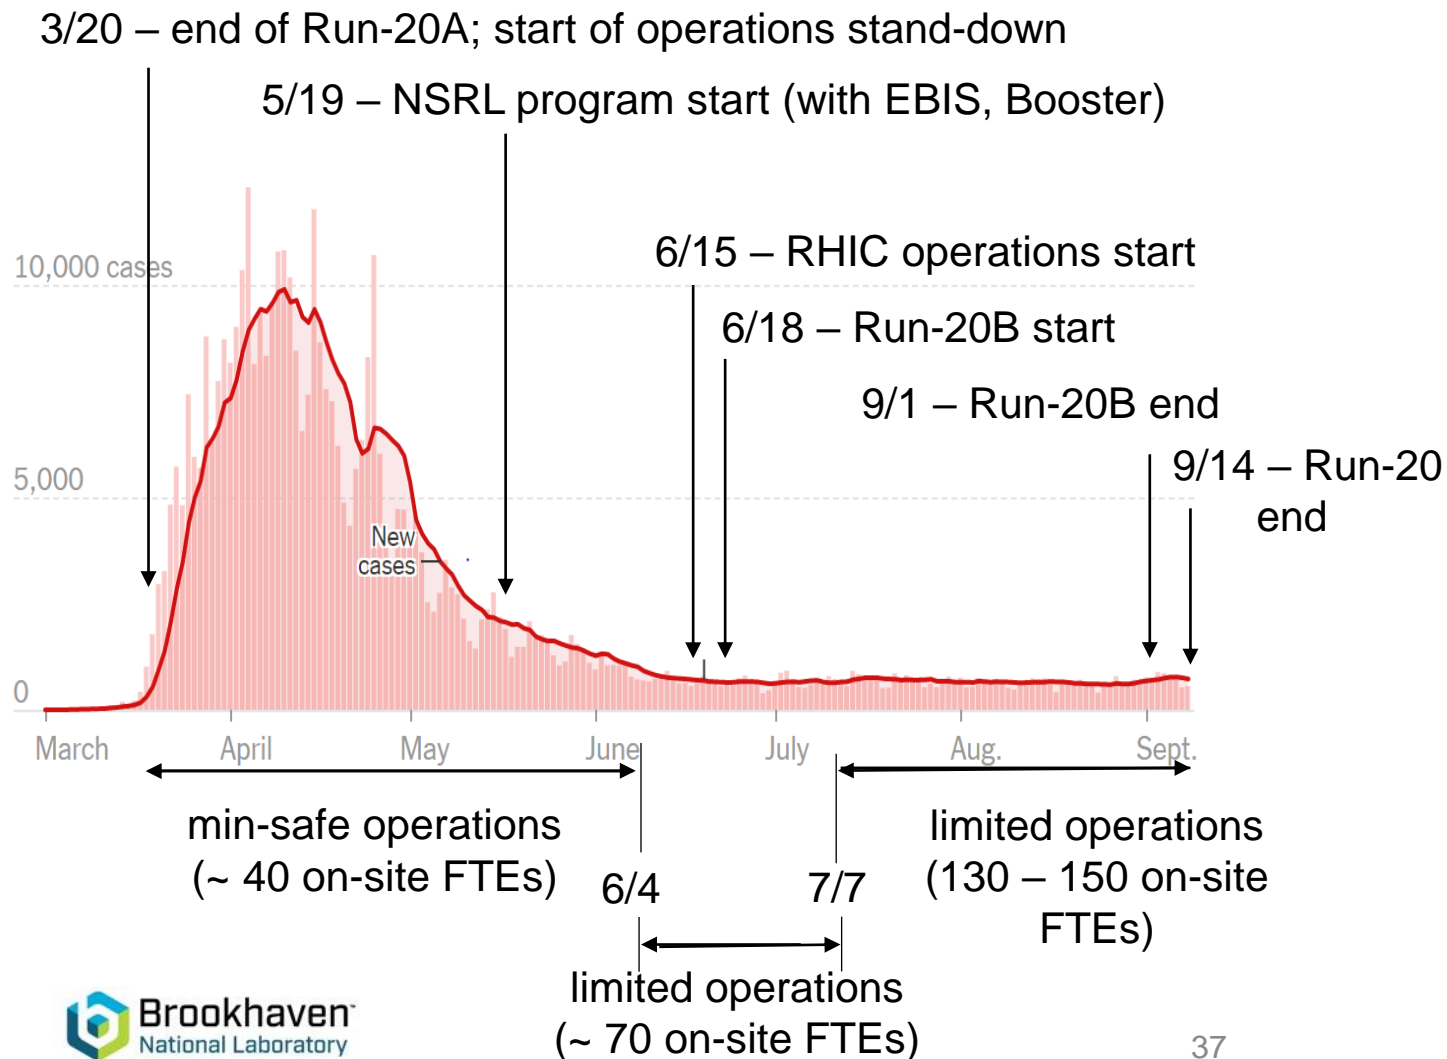 3/20 – end of Run-20A; start of operations stand-down
5/19 – NSRL program start (with EBIS, Booster)
6/15 – RHIC operations start
10,000 cases
6/18 – Run-20B start
9/1 – Run-20B end
9/14 – Run-20
end
5,000
New
cases
0
March April May June July Aug. Sept.
min-safe operations
(~ 40 on-site FTEs)
6/4
7/7
limited operations
(130 – 150 on-site
FTEs)
limited operations
(~ 70 on-site FTEs)
Brookhaven™
National Laboratory
37